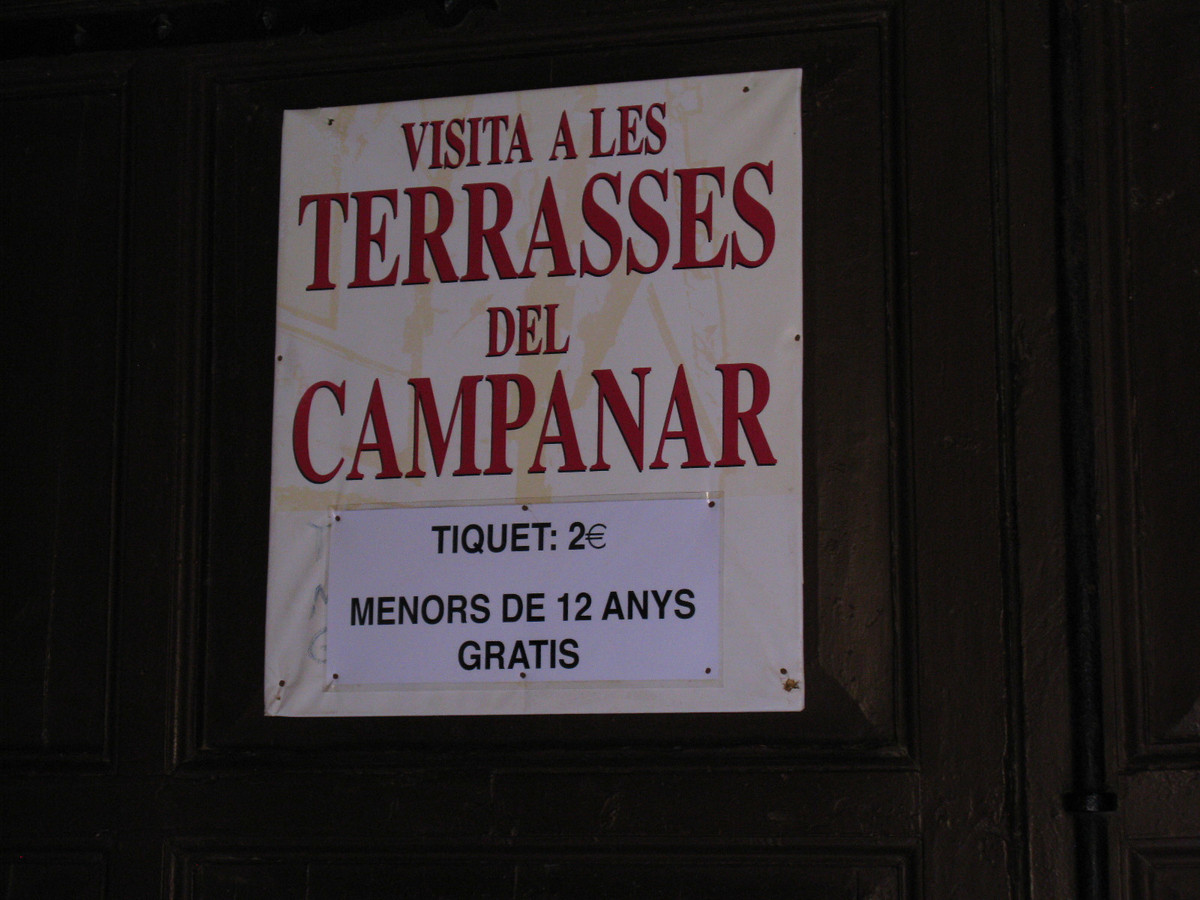 VISITA A LES
TERRASSES
DEL
CAMPANAR
TIQUET: 2€
MENORS DE 12 ANYS
GRATIS